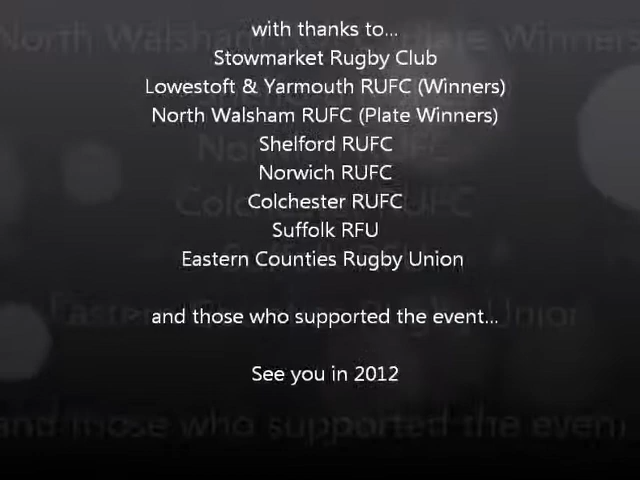 with thanks to...
Stowmarket Rugby Club
Lowestoft & Yarmouth RUFC (Winners)
North Walsham RUFC (Plate Winners)
Shelford RUFC
Norwich RUFC
Colchester RUFC
Suffolk RFU
Eastern Counties Rugby Union
and those who supported the event...
See you in 2012